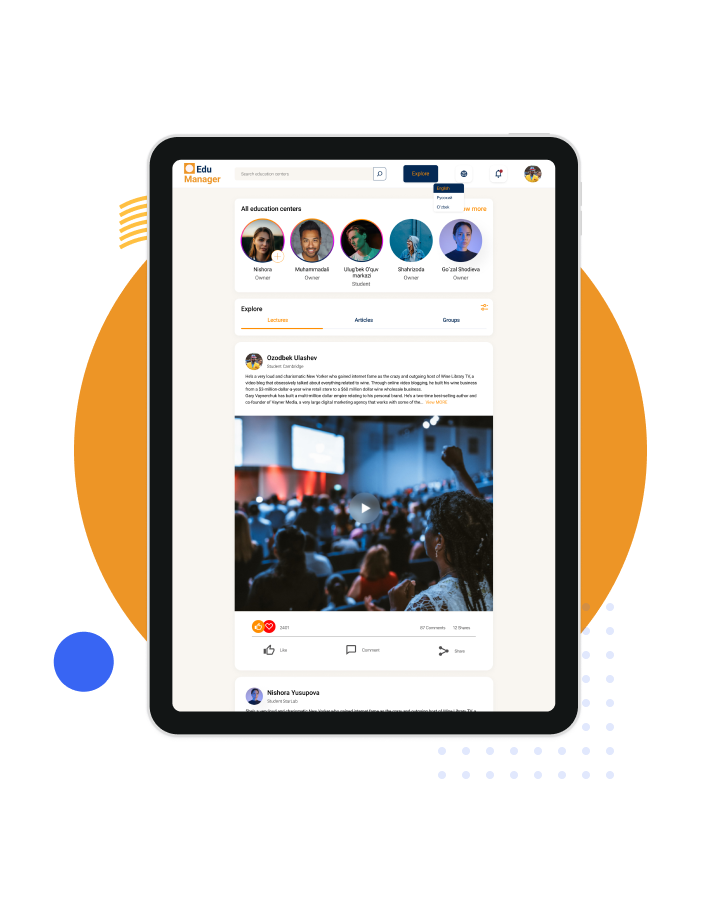 Edu
Manager
Search education centers
Explore
English
Русский
O'zbek
All education centers
w more
Nishora
Owner
Muhammadali
Owner
Ulug'bek O'quv
markazi
Student
Shahrizoda
Owner
Go'zal Shodieva
Owner
Explore
Lectures
Articles
Groups
Ozodbek Ulashev
Student Cambridge
He's a very loud and charismatic New Yorker who gained internet fame as the crazy and outgoing host of Wine Library TV, a
video blog that obsessively talked about everything related to wine. Through online video blogging, he built his wine business
from a $3-million-dollar-a-year wine retail store to a $60 million dollar wine wholesale business.
Gary Vaynerchuk has built a multi-million dollar empire relating to his personal brand. He's a two-time best-selling author and
co-founder of Vayner Media, a very large digital marketing agency that works with some of the... View MORE
2401
87 Comments
12 Shares
Like
Comment
Share
Nishora Yusupova
Student Star Lab